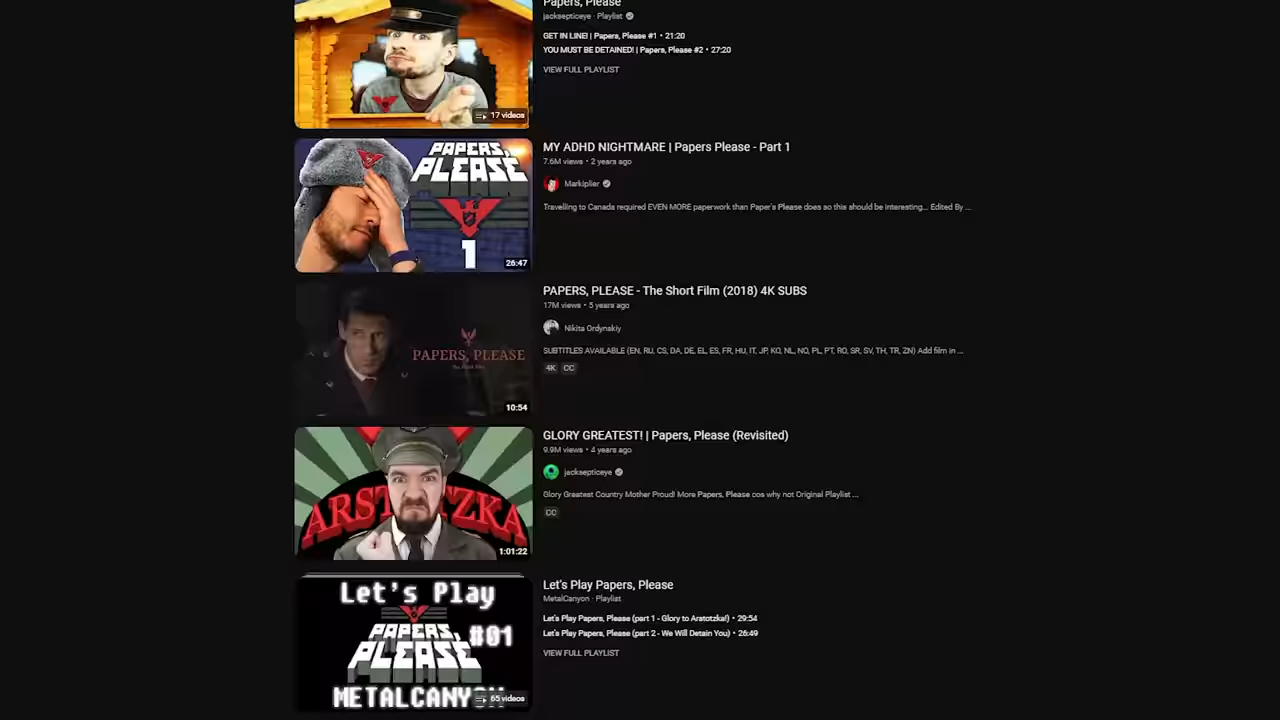 Papers, Please
jacksepticeye · Playlist
GET IN LINE! | Papers, Please #1 • 21:20
YOU MUST BE DETAINED! | Papers, Please #2 • 27:20
VIEW FULL PLAYLIST
17 videos
PAPERS,
PLEASE
1
26:47
MY ADHD NIGHTMARE | Papers Please - Part 1
7.6M views • 2 years ago
Markiplier
Travelling to Canada required EVEN MORE paperwork than Paper's Please does so this should be interesting... Edited By ...
PAPERS, PLEASE
The Short Film
10:54
PAPERS, PLEASE - The Short Film (2018) 4K SUBS
17M views • 5 years ago
Nikita Ordynskiy
SUBTITLES AVAILABLE (EN, RU, CS, DA, DE, EL, ES, FR, HU, IT, JP, KO, NL, NO, PL, PT, RO, SR, SV, TH, TR, ZN) Add film in ...
4K CC
ARSTOTZKA
1:01:22
GLORY GREATEST! | Papers, Please (Revisited)
9.9M views • 4 years ago
jacksepticeye
Glory Greatest Country Mother Proud! More Papers, Please cos why not Original Playlist ...
CC
Let's Play
PAPERS,
PLEASE
#01
METALCANYON
65 videos
Let's Play Papers, Please
MetalCanyon · Playlist
Let's Play Papers, Please (part 1 - Glory to Aratotzka!) • 29:54
Let's Play Papers, Please (part 2 - We Will Detain You) • 26:49
VIEW FULL PLAYLIST